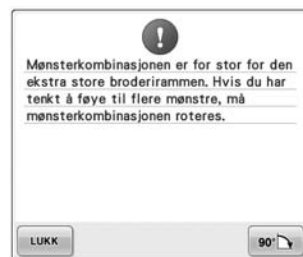 Mønsterkombinasjonen er for stor for den
ekstra store broderirammen. Hvis du har
tenkt å føye til flere mønstre, må
mønsterkombinasjonen roteres.
LUKK
90°